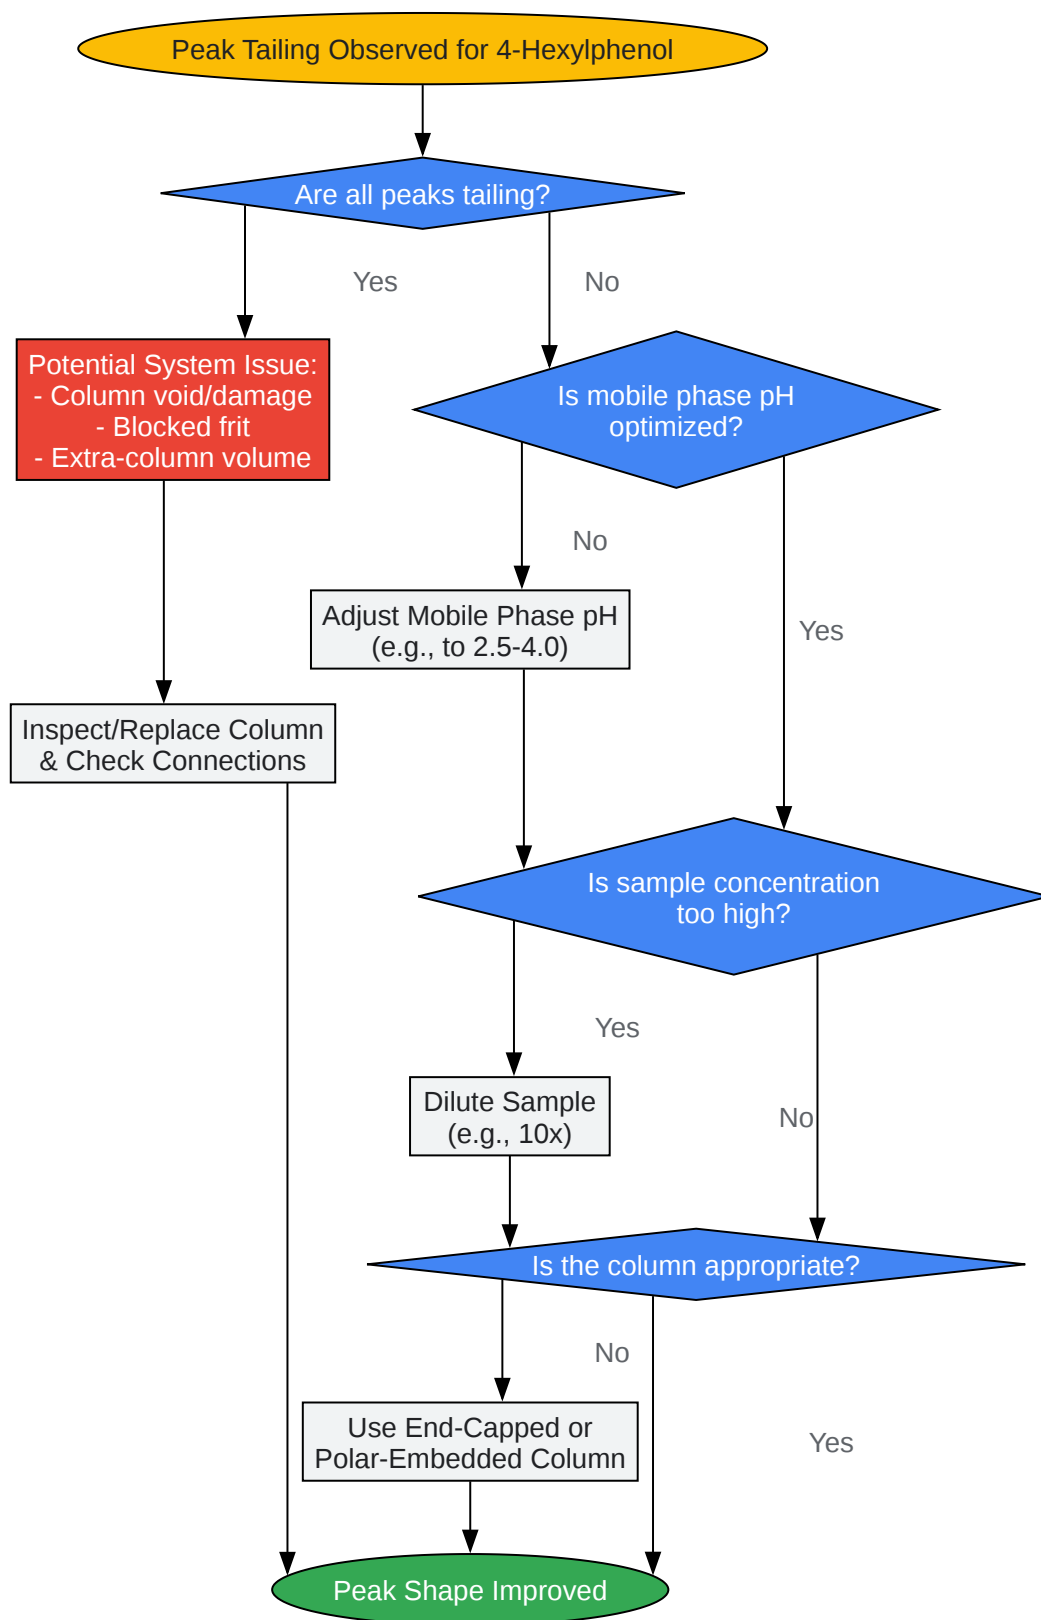 Peak Tailing Observed for 4-Hexylphenol
Are all peaks tailing?
Yes
No
Potential System Issue:
- Column void/damage
- Blocked frit
- Extra-column volume
Is mobile phase pH
optimized?
No
Adjust Mobile Phase pH
(e.g., to 2.5-4.0)
Yes
Inspect/Replace Column
& Check Connections
Is sample concentration
too high?
Yes
Dilute Sample
(e.g., 10x)
No
Is the column appropriate?
No
Use End-Capped or
Polar-Embedded Column
Yes
Peak Shape Improved